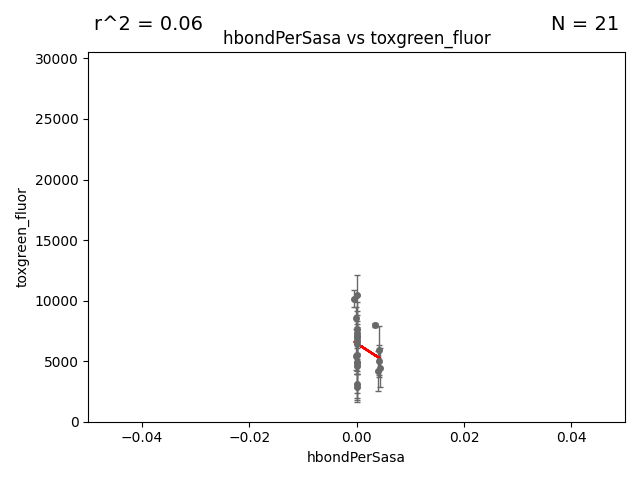 r^2 = 0.06
N = 21
hbondPerSasa vs toxgreen_fluor
30000
25000
20000
15000
10000
5000
0
toxgreen_fluor
−0.04
−0.02
0.00
0.02
0.04
hbondPerSasa